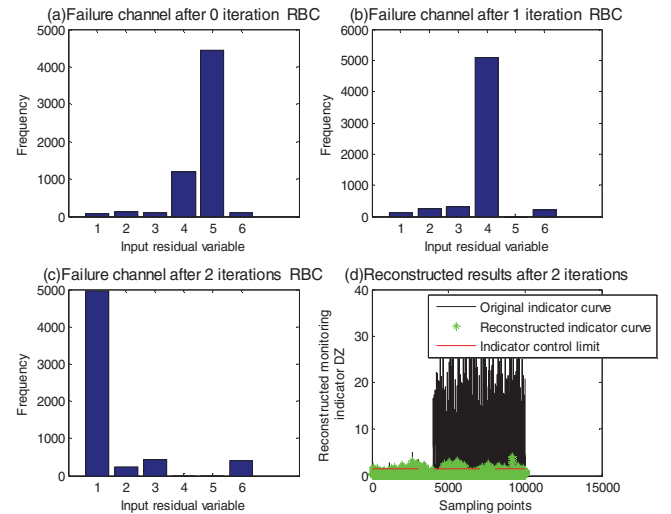 (a)Failure channel after 0 iteration RBC
5000
4000
3000
2000
1000
0
Frequency
1 2 3 4 5 6
Input residual variable
(b)Failure channel after 1 iteration RBC
6000
5000
4000
3000
2000
1000
0
Frequency
1 2 3 4 5 6
Input residual variable
(c)Failure channel after 2 iterations RBC
5000
4000
3000
2000
1000
0
Frequency
1 2 3 4 5 6
Input residual variable
(d)Reconstructed results after 2 iterations
40
30
20
10
0
Reconstructed monitoring
indicator DZ
Original indicator curve
Reconstructed indicator curve
Indicator control limit
0 5000 10000 15000
Sampling points